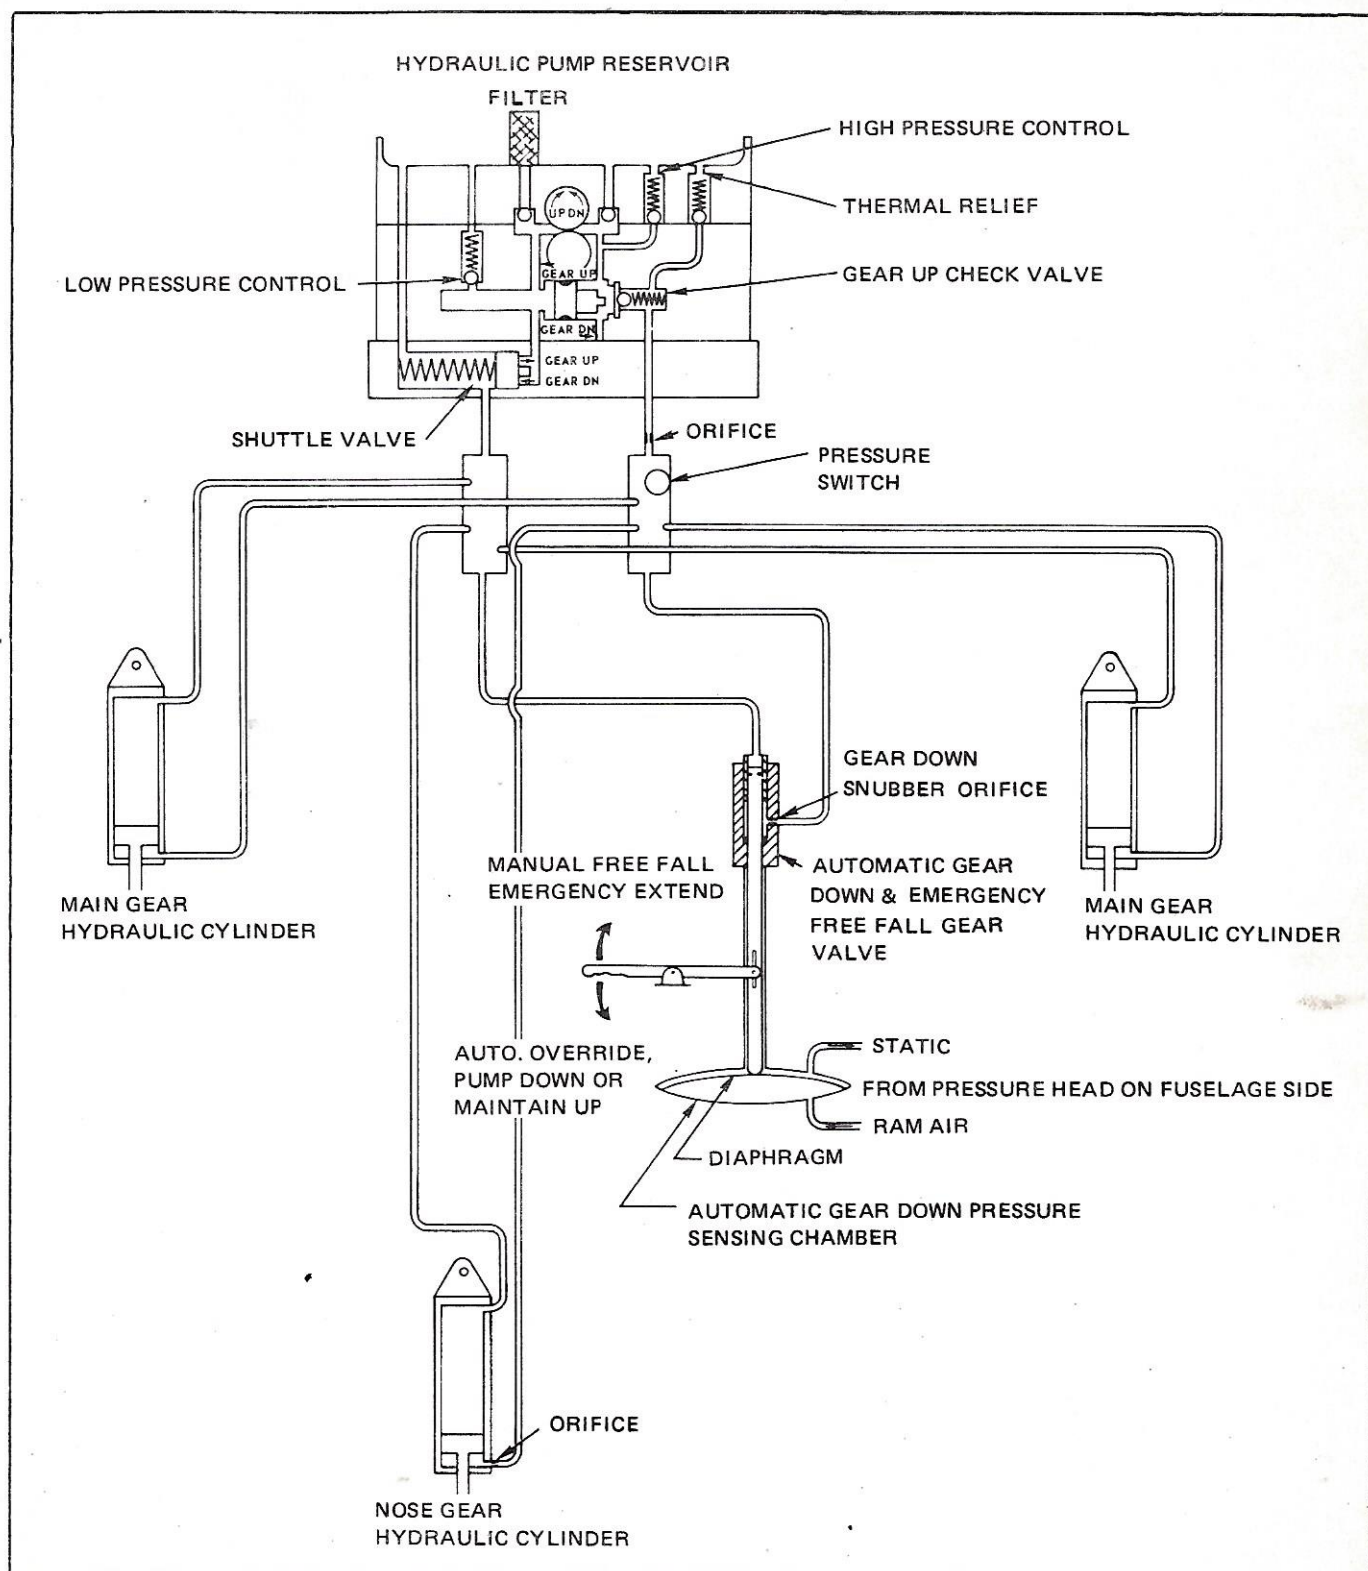 HYDRAULIC PUMP RESERVOIR
FILTER
HIGH PRESSURE CONTROL
THERMAL RELIEF
UP DN
LOW PRESSURE CONTROL
GEAR UP
GEAR UP CHECK VALVE
GEAR DN
GEAR UP
GEAR DN
SHUTTLE VALVE
ORIFICE
PRESSURE
SWITCH
GEAR DOWN
SNUBBER ORIFICE
MANUAL FREE FALL
EMERGENCY EXTEND
AUTOMATIC GEAR
DOWN & EMERGENCY
FREE FALL GEAR
VALVE
MAIN GEAR
HYDRAULIC CYLINDER
MAIN GEAR
HYDRAULIC CYLINDER
AUTO. OVERRIDE,
PUMP DOWN OR
MAINTAIN UP
STATIC
FROM PRESSURE HEAD ON FUSELAGE SIDE
RAM AIR
DIAPHRAGM
AUTOMATIC GEAR DOWN PRESSURE
SENSING CHAMBER
ORIFICE
NOSE GEAR
HYDRAULIC CYLINDER